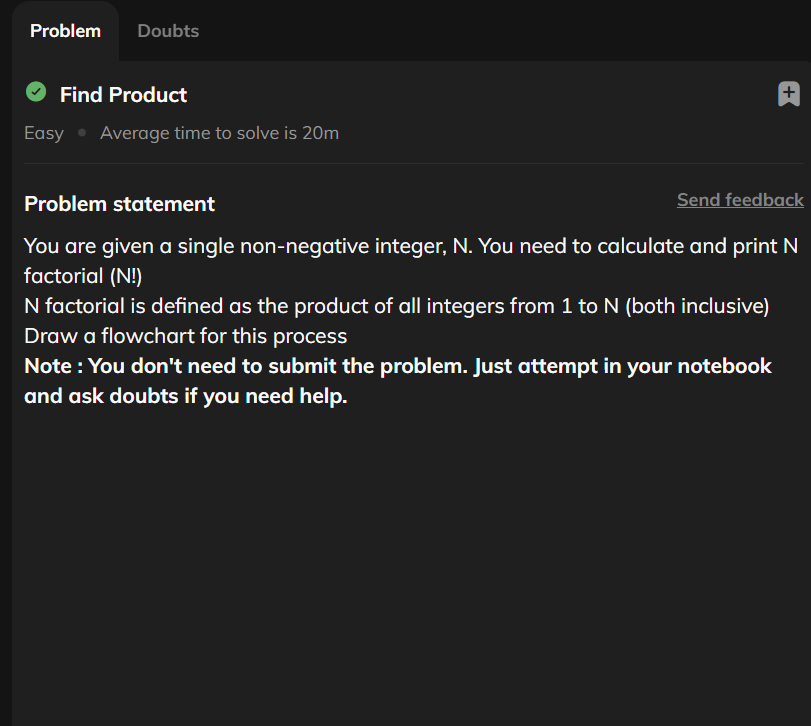 Problem
Doubts
Find Product
Easy • Average time to solve is 20m
Problem statement
Send feedback
You are given a single non-negative integer, N. You need to calculate and print N
factorial (N!)
N factorial is defined as the product of all integers from 1 to N (both inclusive)
Draw a flowchart for this process
Note : You don't need to submit the problem. Just attempt in your notebook
and ask doubts if you need help.